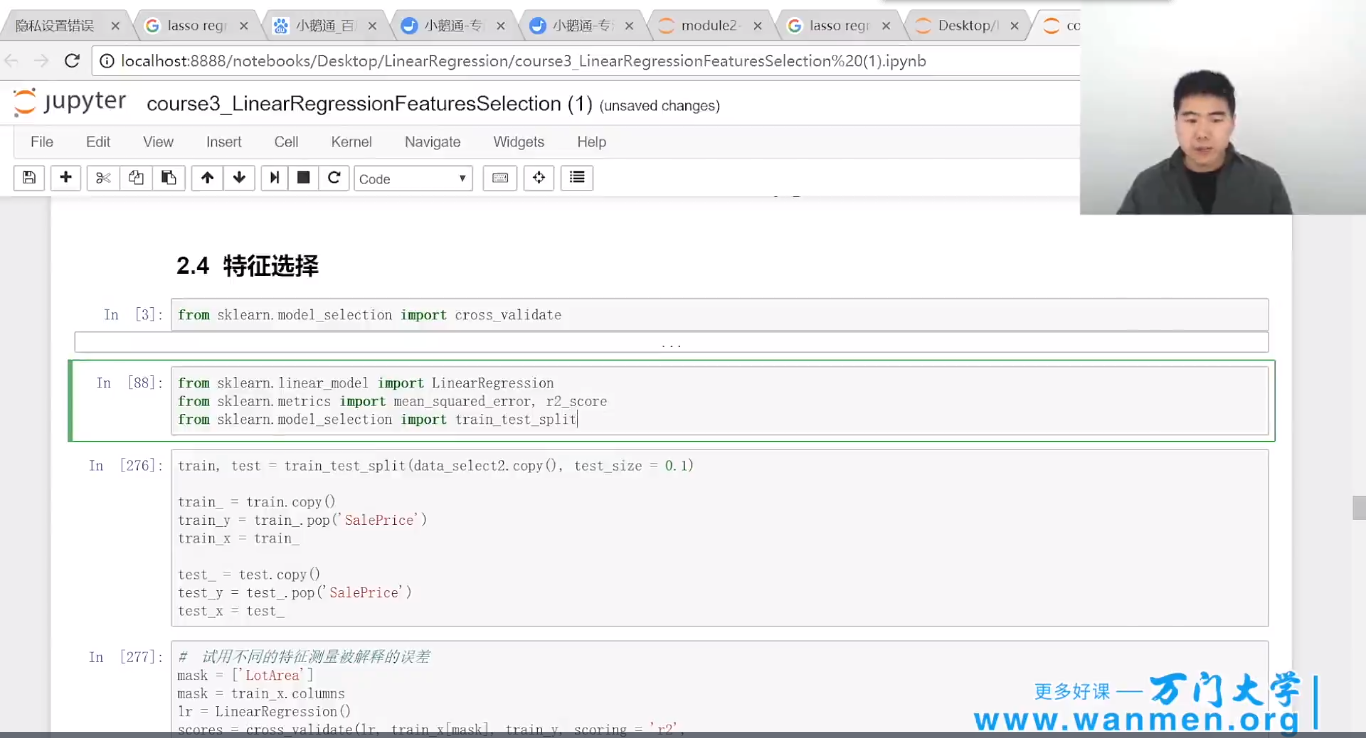 隐私设置错误
lasso regr
小鹅通_百
小鹅通-专
小鹅通-专
module2-
lasso regr
Desktop/l
co
localhost:8888/notebooks/Desktop/LinearRegression/course3_LinearRegressionFeaturesSelection%20(1).ipynb
jupyter course3_LinearRegressionFeaturesSelection (1) (unsaved changes)
File Edit View Insert Cell Kernel Navigate Widgets Help
Code
2.4 特征选择
In [3]: from sklearn.model_selection import cross_validate
...
In [88]: from sklearn.linear_model import LinearRegression
from sklearn.metrics import mean_squared_error, r2_score
from sklearn.model_selection import train_test_split
In [276]: train, test = train_test_split(data_select2.copy(), test_size = 0.1)
train_ = train.copy()
train_y = train_.pop('SalePrice')
train_x = train_
test_ = test.copy()
test_y = test_.pop('SalePrice')
test_x = test_
In [277]: # 试用不同的特征测量被解释的误差
mask = ['LotArea']
mask = train_x.columns
lr = LinearRegression()
scores = cross_validate(lr, train_x[mask], train_y, scoring = 'r2',
更多好课 — 万门大学
www.wanmen.org